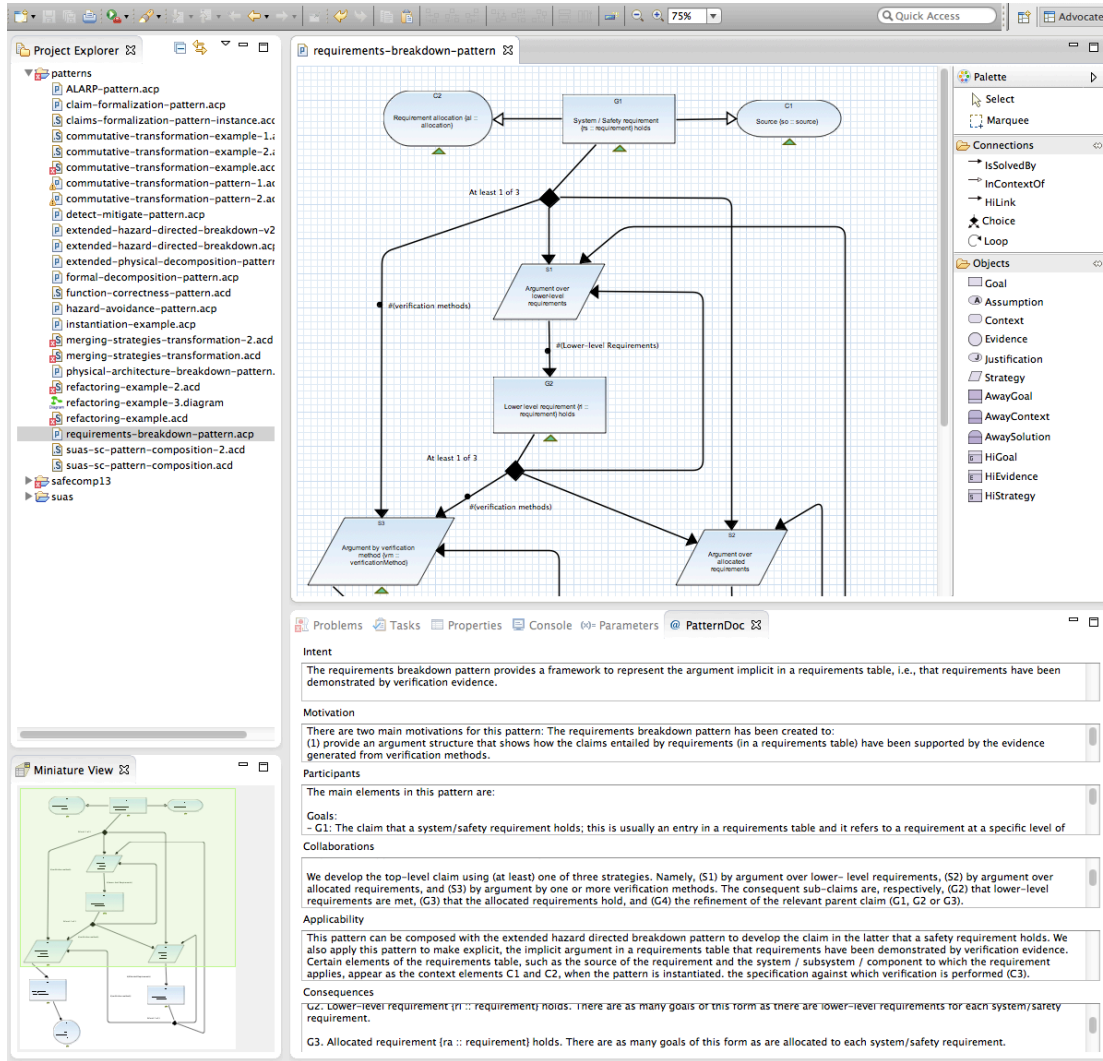 75%
Quick Access
Advocate
Project Explorer
patterns
ALARP-pattern.acp
claim-formalization-pattern.acp
claims-formalization-pattern-instance.acd
commutative-transformation-example-1.a
commutative-transformation-example-2.a
commutative-transformation-example.acd
commutative-transformation-pattern-1.ac
commutative-transformation-pattern-2.ac
detect-mitigate-pattern.acp
extended-hazard-directed-breakdown-v2
extended-hazard-directed-breakdown.acp
extended-physical-decomposition-pattern
formal-decomposition-pattern.acp
function-correctness-pattern.acd
hazard-avoidance-pattern.acp
instantiation-example.acp
merging-strategies-transformation-2.acd
merging-strategies-transformation.acd
physical-architecture-breakdown-pattern.
refactoring-example-2.acd
refactoring-example-3.diagram
refactoring-example.acd
requirements-breakdown-pattern.acp
suas-sc-pattern-composition-2.acd
suas-sc-pattern-composition.acd
safecomp13
suas
Miniature View
requirements-breakdown-pattern
C2
Requirement allocation {al ::
allocation}
G1
System / Safety requirement
{rs :: requirement} holds
C1
Source {so :: source}
At least 1 of 3
S1
Argument over
lower-level
requirements
#(verification methods)
#(Lower-level Requirements)
G2
Lower level requirement {rl ::
requirement} holds
At least 1 of 3
#(verification methods)
S3
Argument by verification
method {vm ::
verificationMethod}
S2
Argument over
allocated
requirements
Palette
Select
Marquee
Connections
IsSolvedBy
InContextOf
HiLink
Choice
Loop
Objects
Goal
Assumption
Context
Evidence
Justification
Strategy
AwayGoal
AwayContext
AwaySolution
HiGoal
HiEvidence
HiStrategy
Problems
Tasks
Properties
Console
(x)= Parameters
@ PatternDoc
Intent
The requirements breakdown pattern provides a framework to represent the argument implicit in a requirements table, i.e., that requirements have been
demonstrated by verification evidence.
Motivation
There are two main motivations for this pattern: The requirements breakdown pattern has been created to:
(1) provide an argument structure that shows how the claims entailed by requirements (in a requirements table) have been supported by the evidence
generated from verification methods.
Participants
The main elements in this pattern are:
Goals:
- G1: The claim that a system/safety requirement holds; this is usually an entry in a requirements table and it refers to a requirement at a specific level of
Collaborations
We develop the top-level claim using (at least) one of three strategies. Namely, (S1) by argument over lower- level requirements, (S2) by argument over
allocated requirements, and (S3) by argument by one or more verification methods. The consequent sub-claims are, respectively, (G2) that lower-level
requirements are met, (G3) that the allocated requirements hold, and (G4) the refinement of the relevant parent claim (G1, G2 or G3).
Applicability
This pattern can be composed with the extended hazard directed breakdown pattern to develop the claim in the latter that a safety requirement holds. We
also apply this pattern to make explicit, the implicit argument in a requirements table that requirements have been demonstrated by verification evidence.
Certain elements of the requirements table, such as the source of the requirement and the system / subsystem / component to which the requirement
applies, appear as the context elements C1 and C2, when the pattern is instantiated. the specification against which verification is performed (C3).
Consequences
G2. Lower-level requirement {rl :: requirement} holds. There are as many goals of this form as there are lower-level requirements for each system/safety
requirement.
G3. Allocated requirement {ra :: requirement} holds. There are as many goals of this form as are allocated to each system/safety requirement.